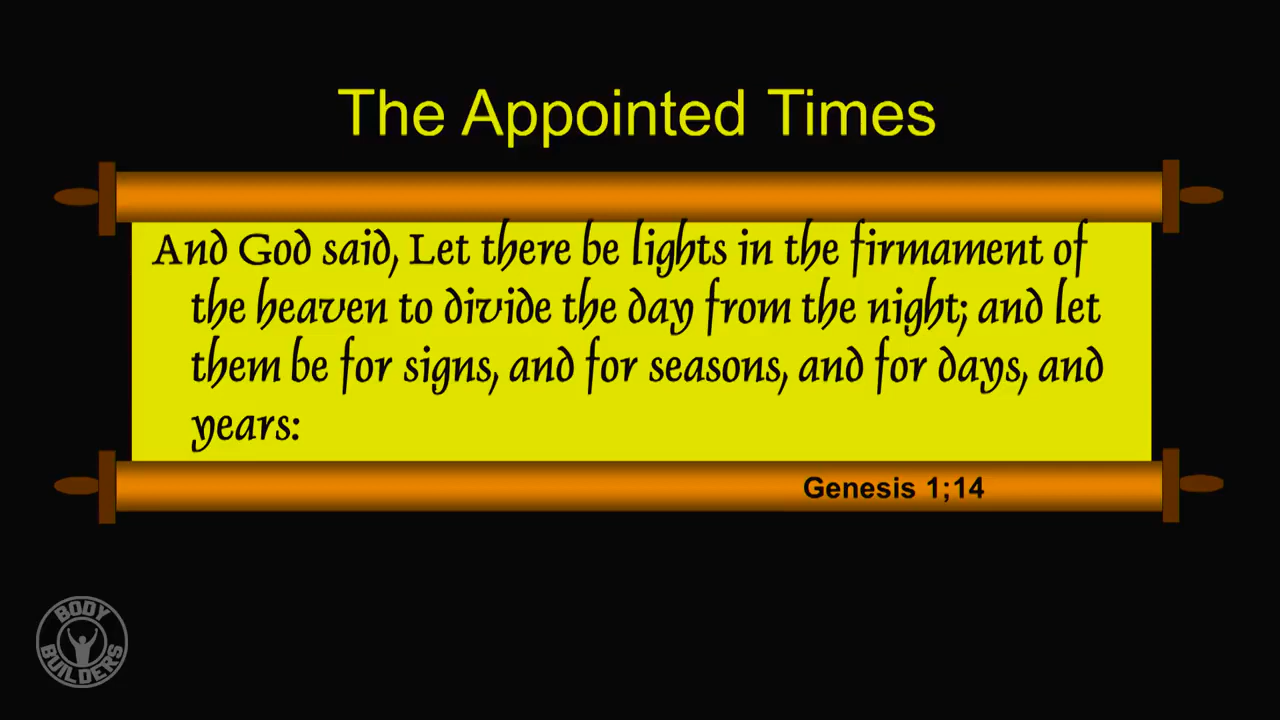 The Appointed Times
And God said, Let there be lights in the firmament of
the heaven to divide the day from the night; and let
them be for signs, and for seasons, and for days, and
years:
Genesis 1;14
BODY
BUILDERS